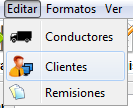 Editar Formatos Ver
Conductores
Clientes
Remisiones